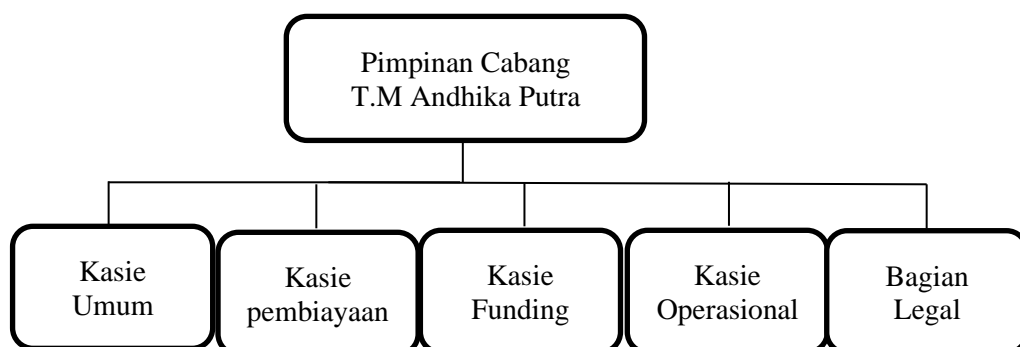 Pimpinan Cabang
T.M Andhika Putra
Kasie
Umum
Kasie
pembiayaan
Kasie
Funding
Kasie
Operasional
Bagian
Legal